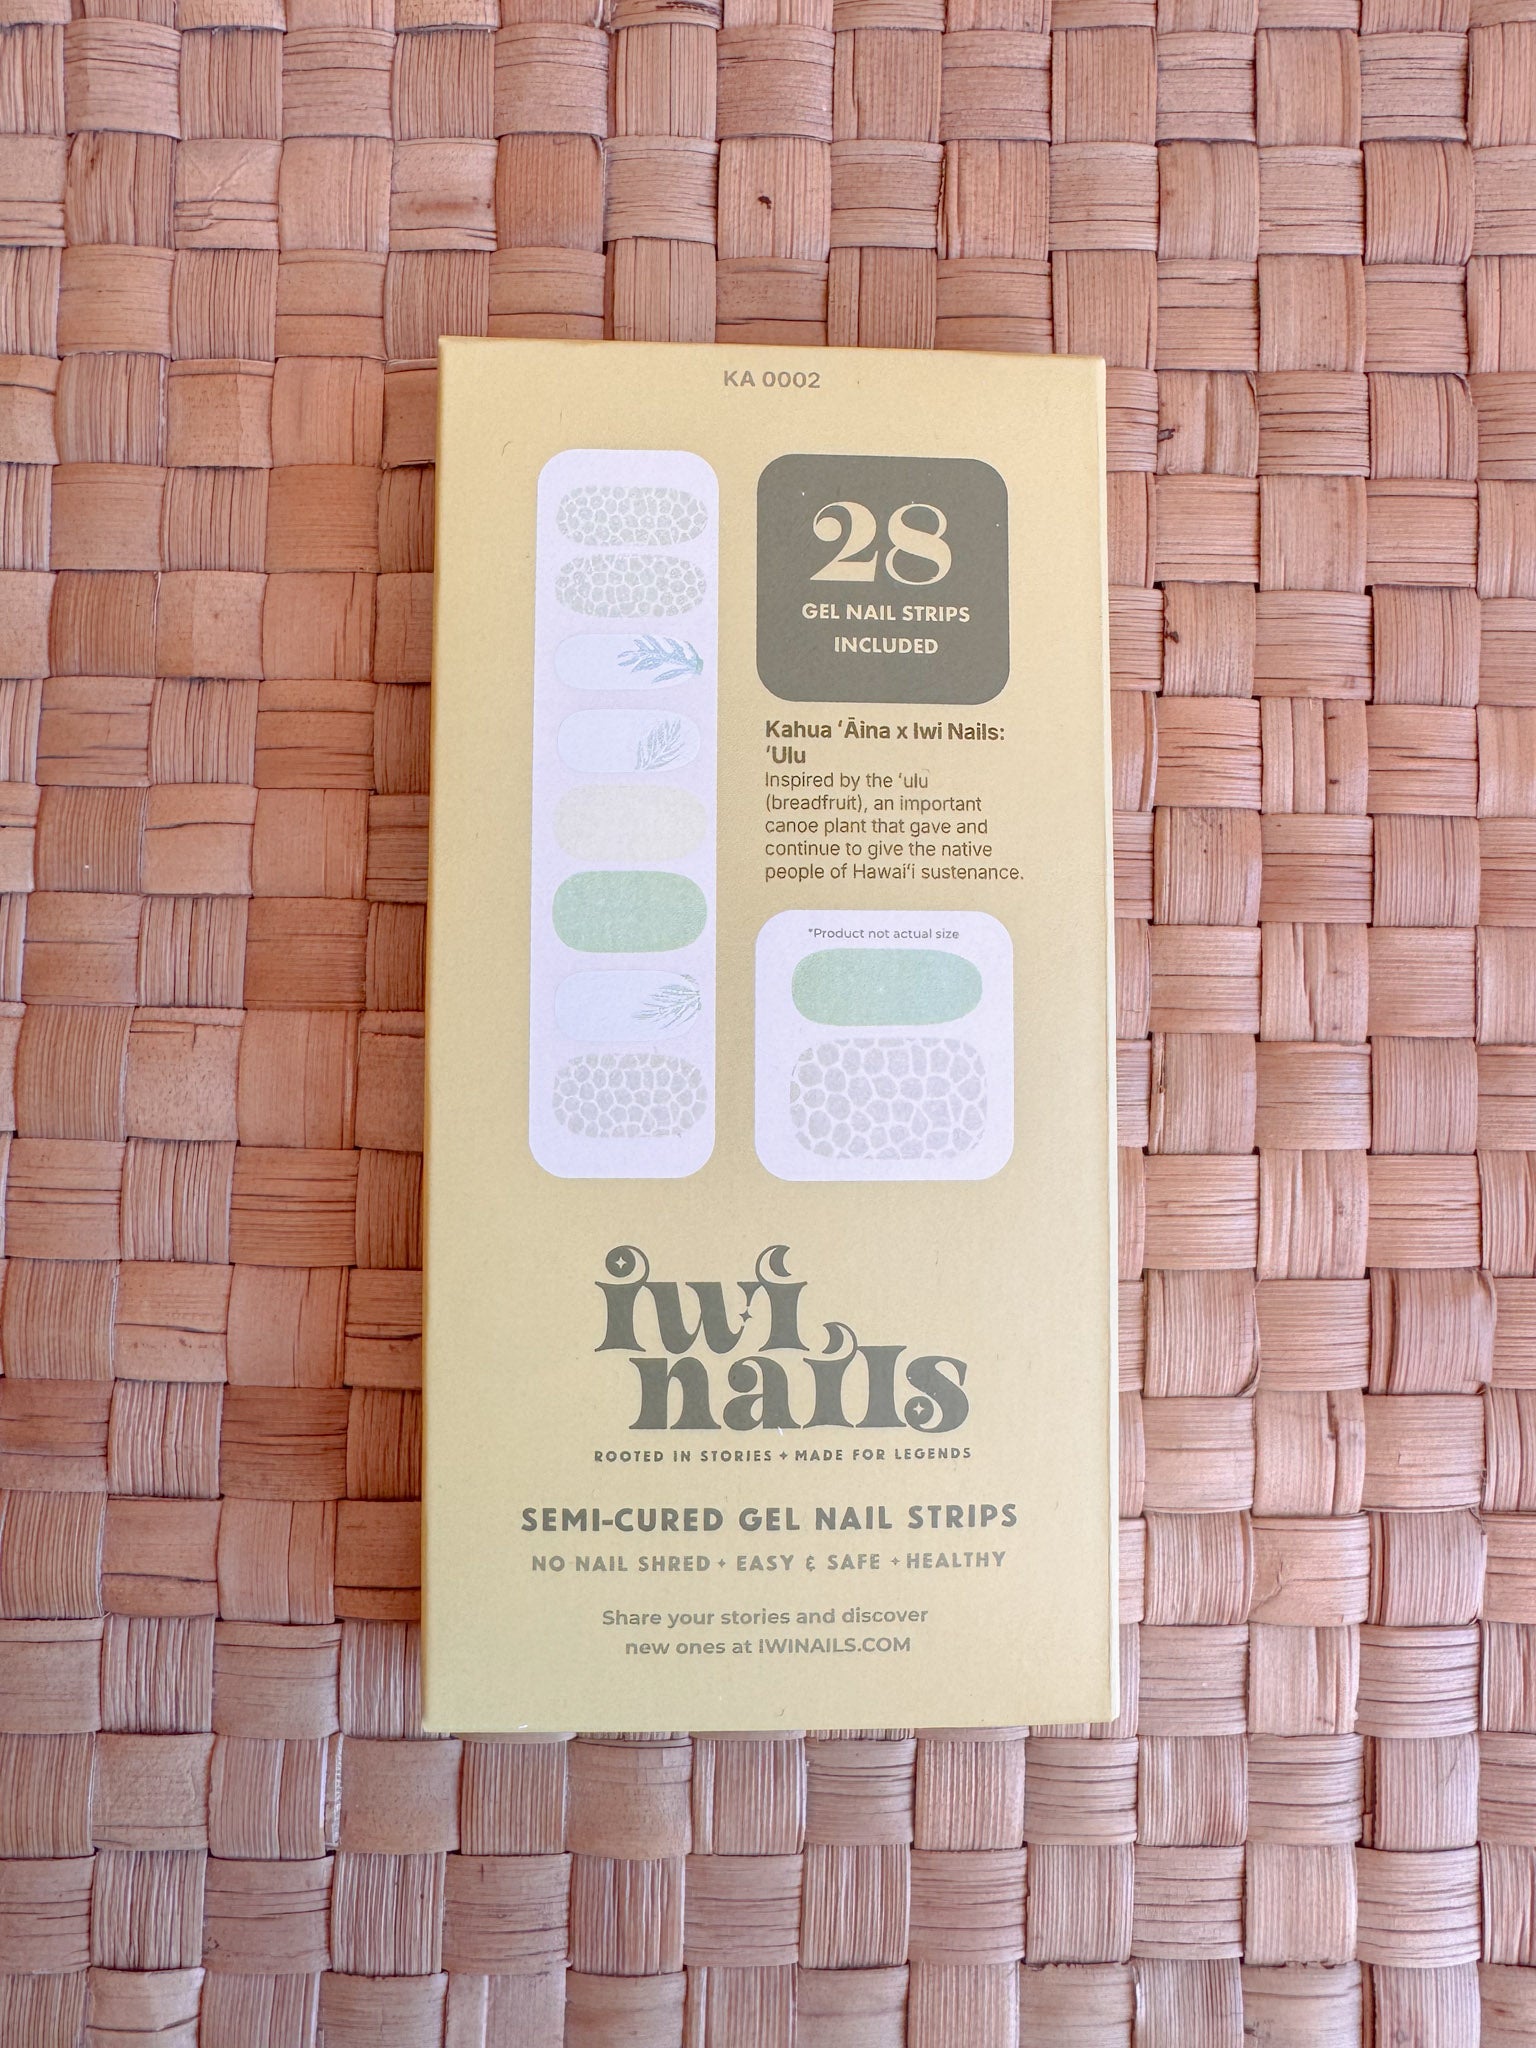 KA 0002
28
GEL NAIL STRIPS
INCLUDED
Kahua ʻĀina x Iwi Nails:
ʻUlu
Inspired by the ʻulu
(breadfruit), an important
canoe plant that gave and
continue to give the native
people of Hawaiʻi sustenance.
*Product not actual size
iwi
nails
ROOTED IN STORIES + MADE FOR LEGENDS
SEMI-CURED GEL NAIL STRIPS
NO NAIL SHRED + EASY & SAFE + HEALTHY
Share your stories and discover
new ones at IWINAILS.COM